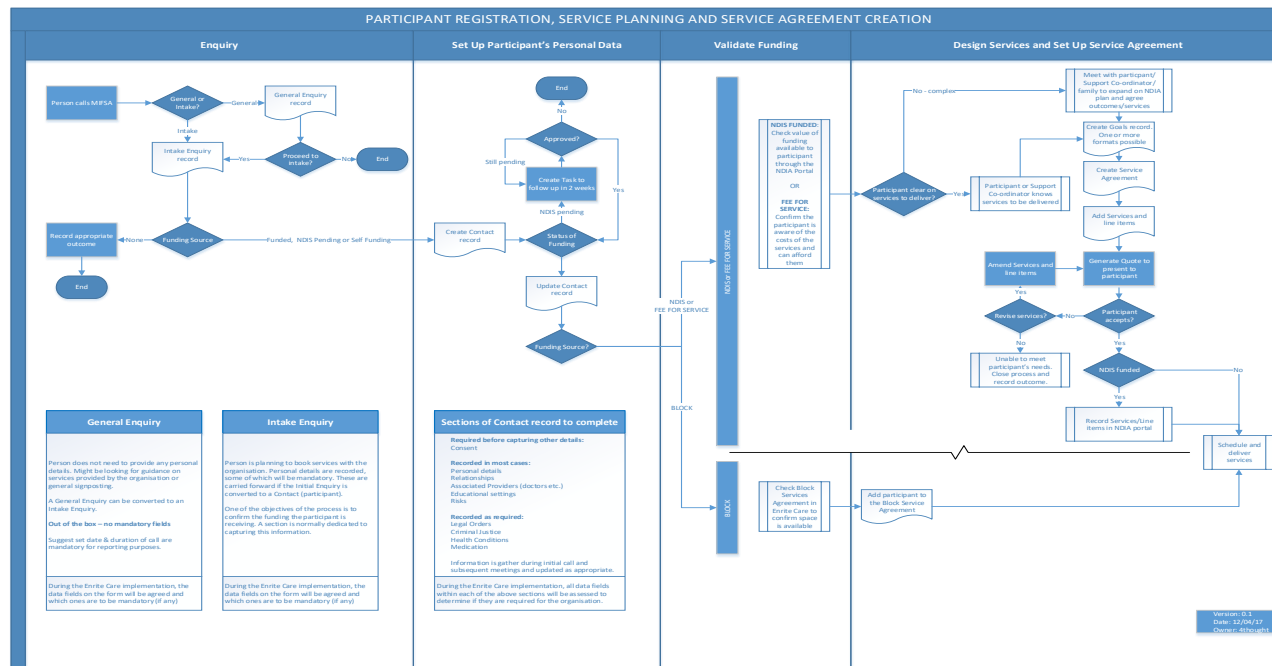 PARTICIPANT REGISTRATION, SERVICE PLANNING AND SERVICE AGREEMENT CREATION
Enquiry
Set Up Participant's Personal Data
Validate Funding
Design Services and Set Up Service Agreement
Person calls MIFSA
General or
Intake?
General
General Enquiry
record
Intake
Intake Enquiry
record
Yes
Proceed to
Intake?
No
End
Record appropriate
outcome
None
Funding Source
Funded, NDIS Pending or Self Funding
End
End
No
Approved?
Still pending
Yes
Create Task to
follow up in 2 weeks
NDIS pending
Create Contact
record
Status of
Funding
Update Contact
record
Funding Source?
NDIS or
FEE FOR SERVICE
BLOCK
NDIS or FEE FOR SERVICE
NDIS FUNDED:
Check value of
funding
available to
participant
through the
NDIA Portal
OR
FEE FOR
SERVICE:
Confirm the
participant is
aware of the
costs of the
services and
can afford
them
BLOCK
Check Block
Services
Agreement in
Enrite Care to
confirm space
is available
No - complex
Participant clear on
services to deliver?
Yes
Participant or Support
Co-ordinator knows
services to be delivered
Meet with particpant/
Support Co-ordinator/
family to expand on NDIA
plan and agree
outcomes/services
Create Goals record.
One or more
formats possible
Create Service
Agreement
Add Services and
line items
Amend Services and
line items
Generate Quote to
present to
participant
Yes
Revise services?
No
Participant
accepts?
No
Yes
Unable to meet
participant's needs.
Close process and
record outcome.
NDIS funded
No
Yes
Record Services/Line
items in NDIA portal
Schedule and
deliver
services
Add participant to
the Block Service
Agreement
General Enquiry
Person does not need to provide any personal
details. Might be looking for guidance on
services provided by the organisation or
general signposting.
A General Enquiry can be converted to an
Intake Enquiry.
Out of the box – no mandatory fields
Suggest set date & duration of call are
mandatory for reporting purposes.
During the Enrite Care implementation, the
data fields on the form will be agreed and
which ones are to be mandatory (if any)
Intake Enquiry
Person is planning to book services with the
organisation. Personal details are recorded,
some of which will be mandatory. These are
carried forward if the Initial Enquiry is
converted to a Contact (participant).
One of the objectives of the process is to
confirm the funding the participant is
receiving. A section is normally dedicated to
capturing this information.
During the Enrite Care implementation, the
data fields on the form will be agreed and
which ones are to be mandatory (if any)
Sections of Contact record to complete
Required before capturing other details:
Consent
Recorded in most cases:
Personal details
Relationships
Associated Providers (doctors etc.)
Educational settings
Risks
Recorded as required:
Legal Orders
Criminal Justice
Health Conditions
Medication
Information is gather during initial call and
subsequent meetings and updated as appropriate.
During the Enrite Care implementation, all data fields
within each of the above sections will be assessed to
determine if they are required for the organisation.
Version: 0.1
Date: 12/04/17
Owner: 4thought